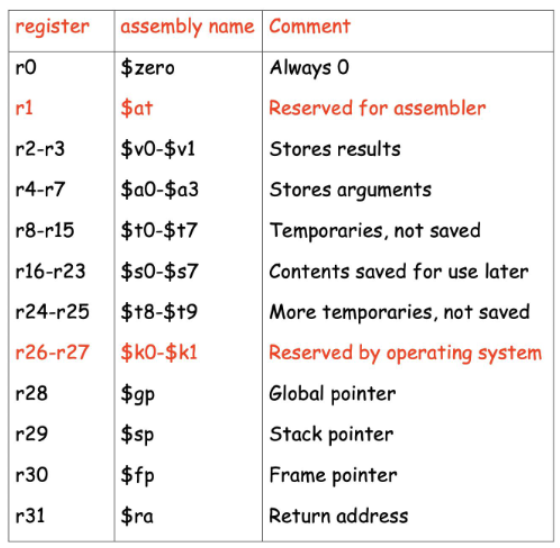 register assembly name Comment
r0 $zero Always 0
r1 $at Reserved for assembler
r2-r3 $v0-$v1 Stores results
r4-r7 $a0-$a3 Stores arguments
r8-r15 $t0-$t7 Temporaries, not saved
r16-r23 $s0-$s7 Contents saved for use later
r24-r25 $t8-$t9 More temporaries, not saved
r26-r27 $k0-$k1 Reserved by operating system
r28 $gp Global pointer
r29 $sp Stack pointer
r30 $fp Frame pointer
r31 $ra Return address